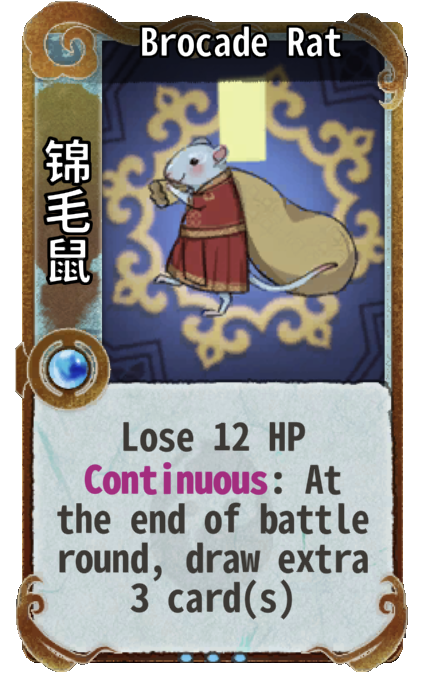 Brocade Rat
锦毛鼠
Lose 12 HP
Continuous: At
the end of battle
round, draw extra
3 card(s)